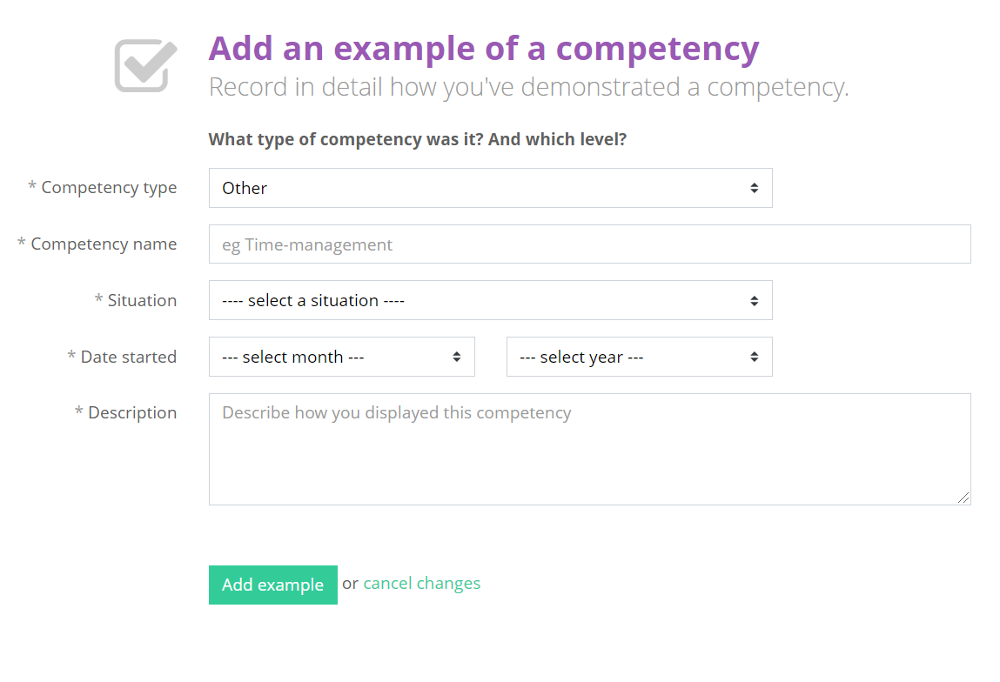 Add an example of a competency
Record in detail how you've demonstrated a competency.
What type of competency was it? And which level?
* Competency type
Other
* Competency name
eg Time-management
* Situation
---- select a situation ----
* Date started
--- select month ---
--- select year ---
* Description
Describe how you displayed this competency
Add example or cancel changes